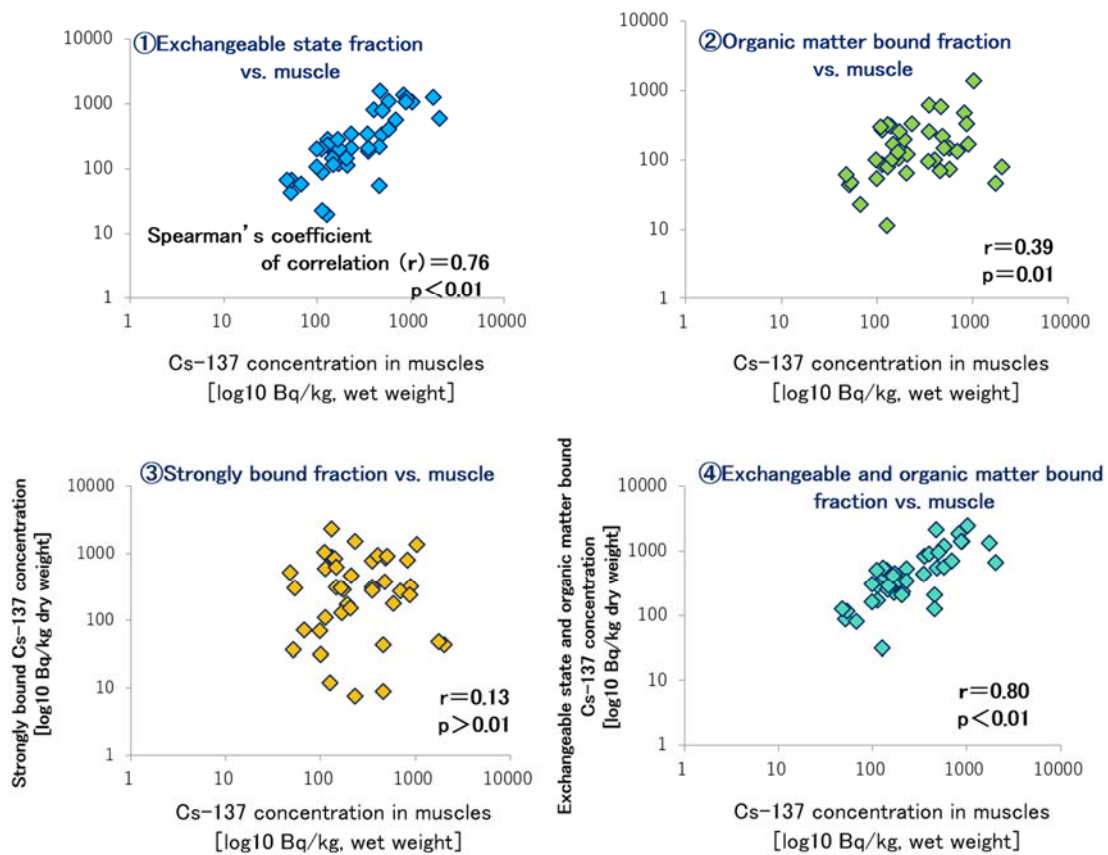 ①Exchangeable state fraction
vs. muscle
10000
1000
100
10
1
Spearman's coefficient
of correlation (r)=0.76
p<0.01
1 10 100 1000 10000
Cs-137 concentration in muscles
[log10 Bq/kg, wet weight]
②Organic matter bound fraction
vs. muscle
10000
1000
100
10
1
r=0.39
p=0.01
1 10 100 1000 10000
Cs-137 concentration in muscles
[log10 Bq/kg, wet weight]
③Strongly bound fraction vs. muscle
Strongly bound Cs-137 concentration
[log10 Bq/kg dry weight]
10000
1000
100
10
1
r=0.13
p>0.01
1 10 100 1000 10000
Cs-137 concentration in muscles
[log10 Bq/kg, wet weight]
④Exchangeable and organic matter bound
fraction vs. muscle
Exchangeable state and organic matter bound
Cs-137 concentration
[log10 Bq/kg dry weight]
10000
1000
100
10
1
r=0.80
p<0.01
1 10 100 1000 10000
Cs-137 concentration in muscles
[log10 Bq/kg, wet weight]